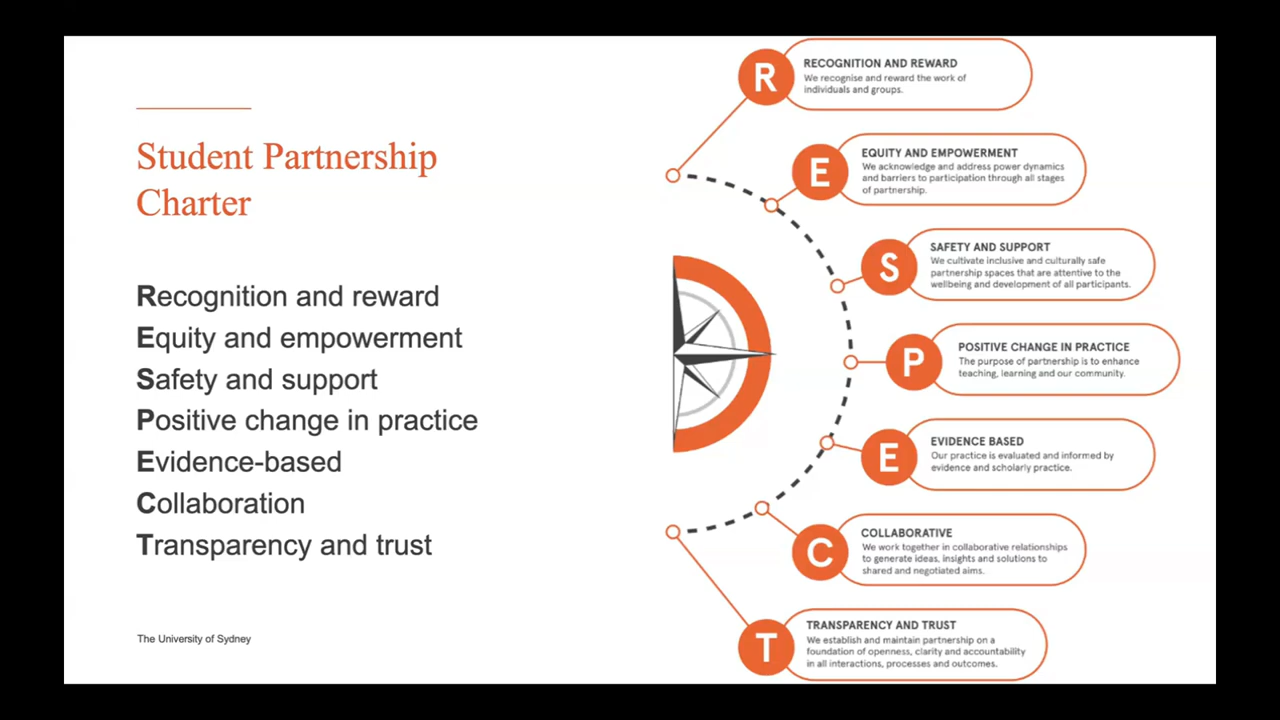 Student Partnership
Charter
Recognition and reward
Equity and empowerment
Safety and support
Positive change in practice
Evidence-based
Collaboration
Transparency and trust
The University of Sydney
R
RECOGNITION AND REWARD
We recognise and reward the work of
individuals and groups.
E
EQUITY AND EMPOWERMENT
We acknowledge and address power dynamics
and barriers to participation through all stages
of partnership.
S
SAFETY AND SUPPORT
We cultivate inclusive and culturally safe
partnership spaces that are attentive to the
wellbeing and development of all participants.
P
POSITIVE CHANGE IN PRACTICE
The purpose of partnership is to enhance
teaching, learning and our community.
E
EVIDENCE BASED
Our practice is evaluated and informed by
evidence and scholarly practice.
C
COLLABORATIVE
We work together in collaborative relationships
to generate ideas, insights and solutions to
shared and negotiated aims.
T
TRANSPARENCY AND TRUST
We establish and maintain partnership on a
foundation of openness, clarity and accountability
in all interactions, processes and outcomes.